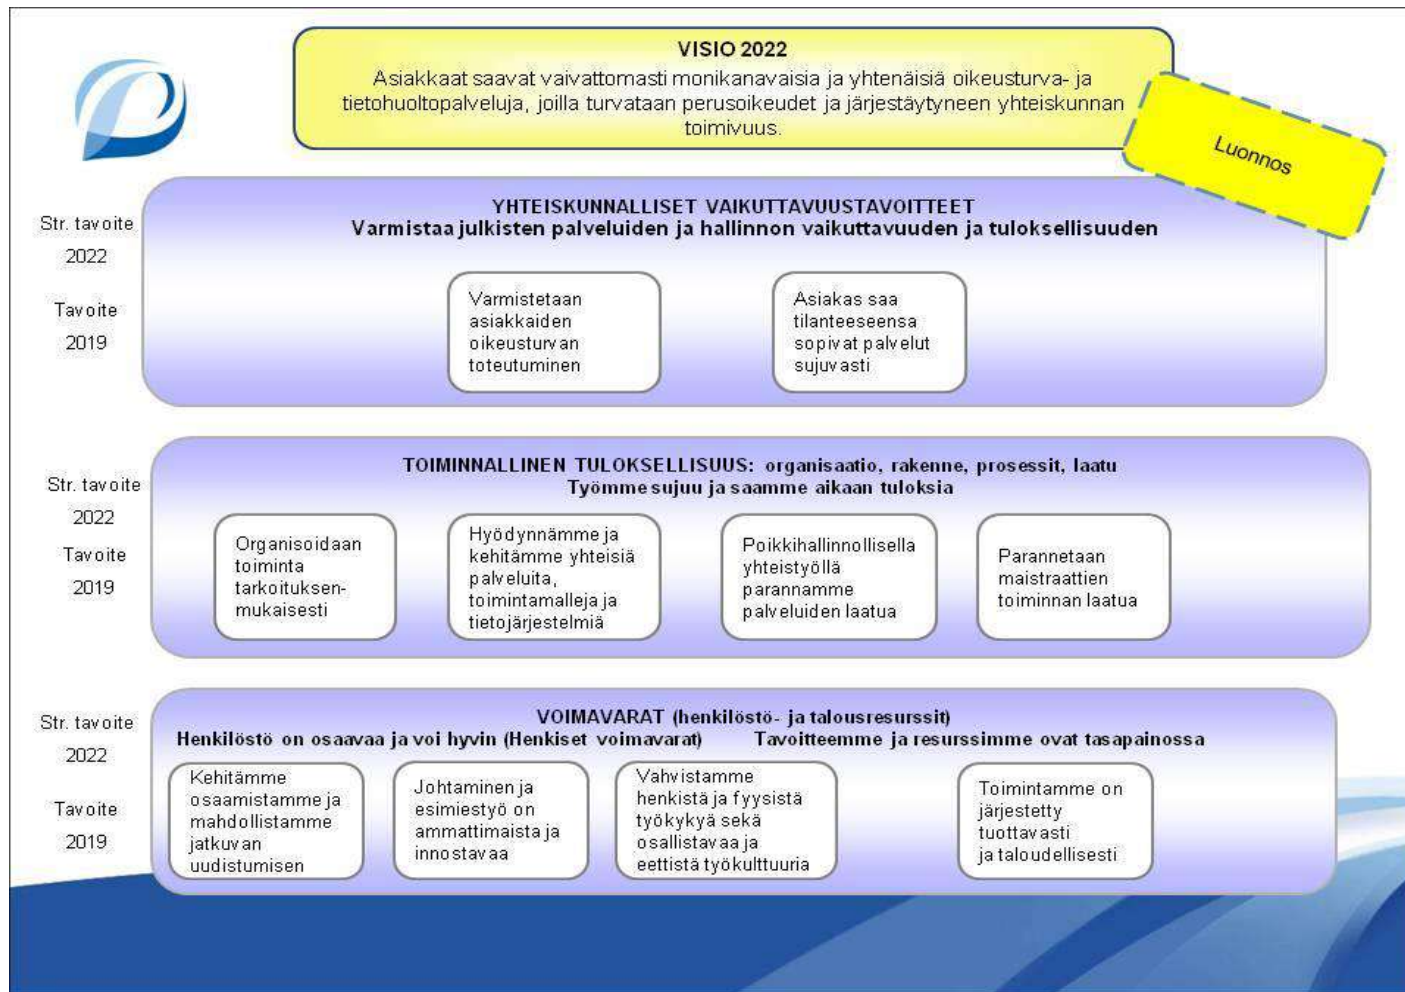 VISIO 2022
Asiakkaat saavat vaivattomasti monikanavaisia ja yhtenäisiä oikeusturva- ja
tietohuoltopalveluja, joilla turvataan perusoikeudet ja järjestäytyneen yhteiskunnan
toimivuus.
Luonnos
Str. tavoite
2022
Tavoite
2019
YHTEISKUNNALLISET VAIKUTTAVUUSTAVOITTEET
Varmistaa julkisten palveluiden ja hallinnon vaikuttavuuden ja tuloksellisuuden
Varmistetaan
asiakkaiden
oikeusturvan
toteutuminen
Asiakas saa
tilanteeseensa
sopivat palvelut
sujuvasti
Str. tavoite
2022
Tavoite
2019
TOIMINNALLINEN TULOKSELLISUUS: organisaatio, rakenne, prosessit, laatu
Työmme sujuu ja saamme aikaan tuloksia
Organisoidaan
toiminta
tarkoituksen-
mukaisesti
Hyödynnämme ja
kehitämme yhteisiä
palveluita,
toimintamalleja ja
tietojärjestelmiä
Poikkihallinnollisella
yhteistyöllä
parannamme
palveluiden laatua
Parannetaan
maistraattien
toiminnan laatua
Str. tavoite
2022
Tavoite
2019
VOIMAVARAT (henkilöstö- ja talousresurssit)
Henkilöstö on osaavaa ja voi hyvin (Henkiset voimavarat) Tavoitteemme ja resurssimme ovat tasapainossa
Kehitämme
osaamistamme ja
mahdollistamme
jatkuvan
uudistumisen
Johtaminen ja
esimiestyö on
ammattimaista ja
innostavaa
Vahvistamme
henkistä ja fyysistä
työkykyä sekä
osallistavaa ja
eettistä työkulttuuria
Toimintamme on
järjestetty
tuottavasti
ja taloudellisesti